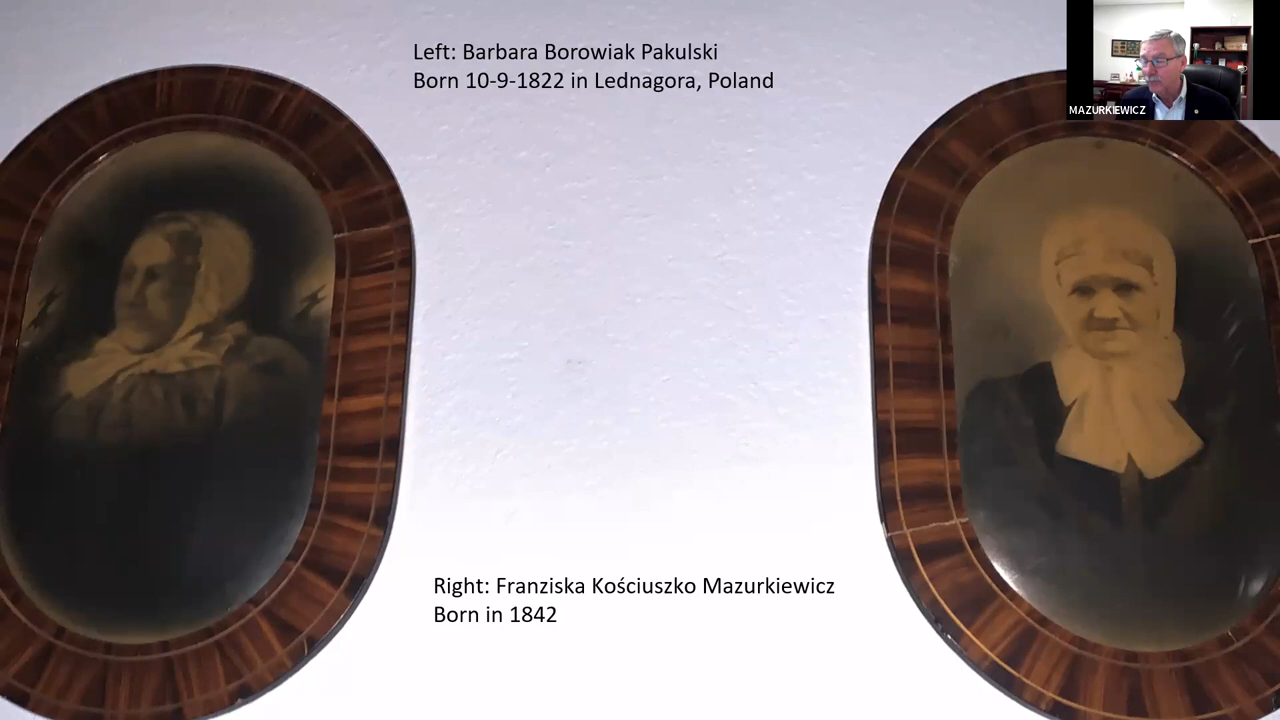 Left: Barbara Borowiak Pakulski
Born 10-9-1822 in Lednagora, Poland
MAZURKIEWICZ
Right: Franziska Kościuszko Mazurkiewicz
Born in 1842